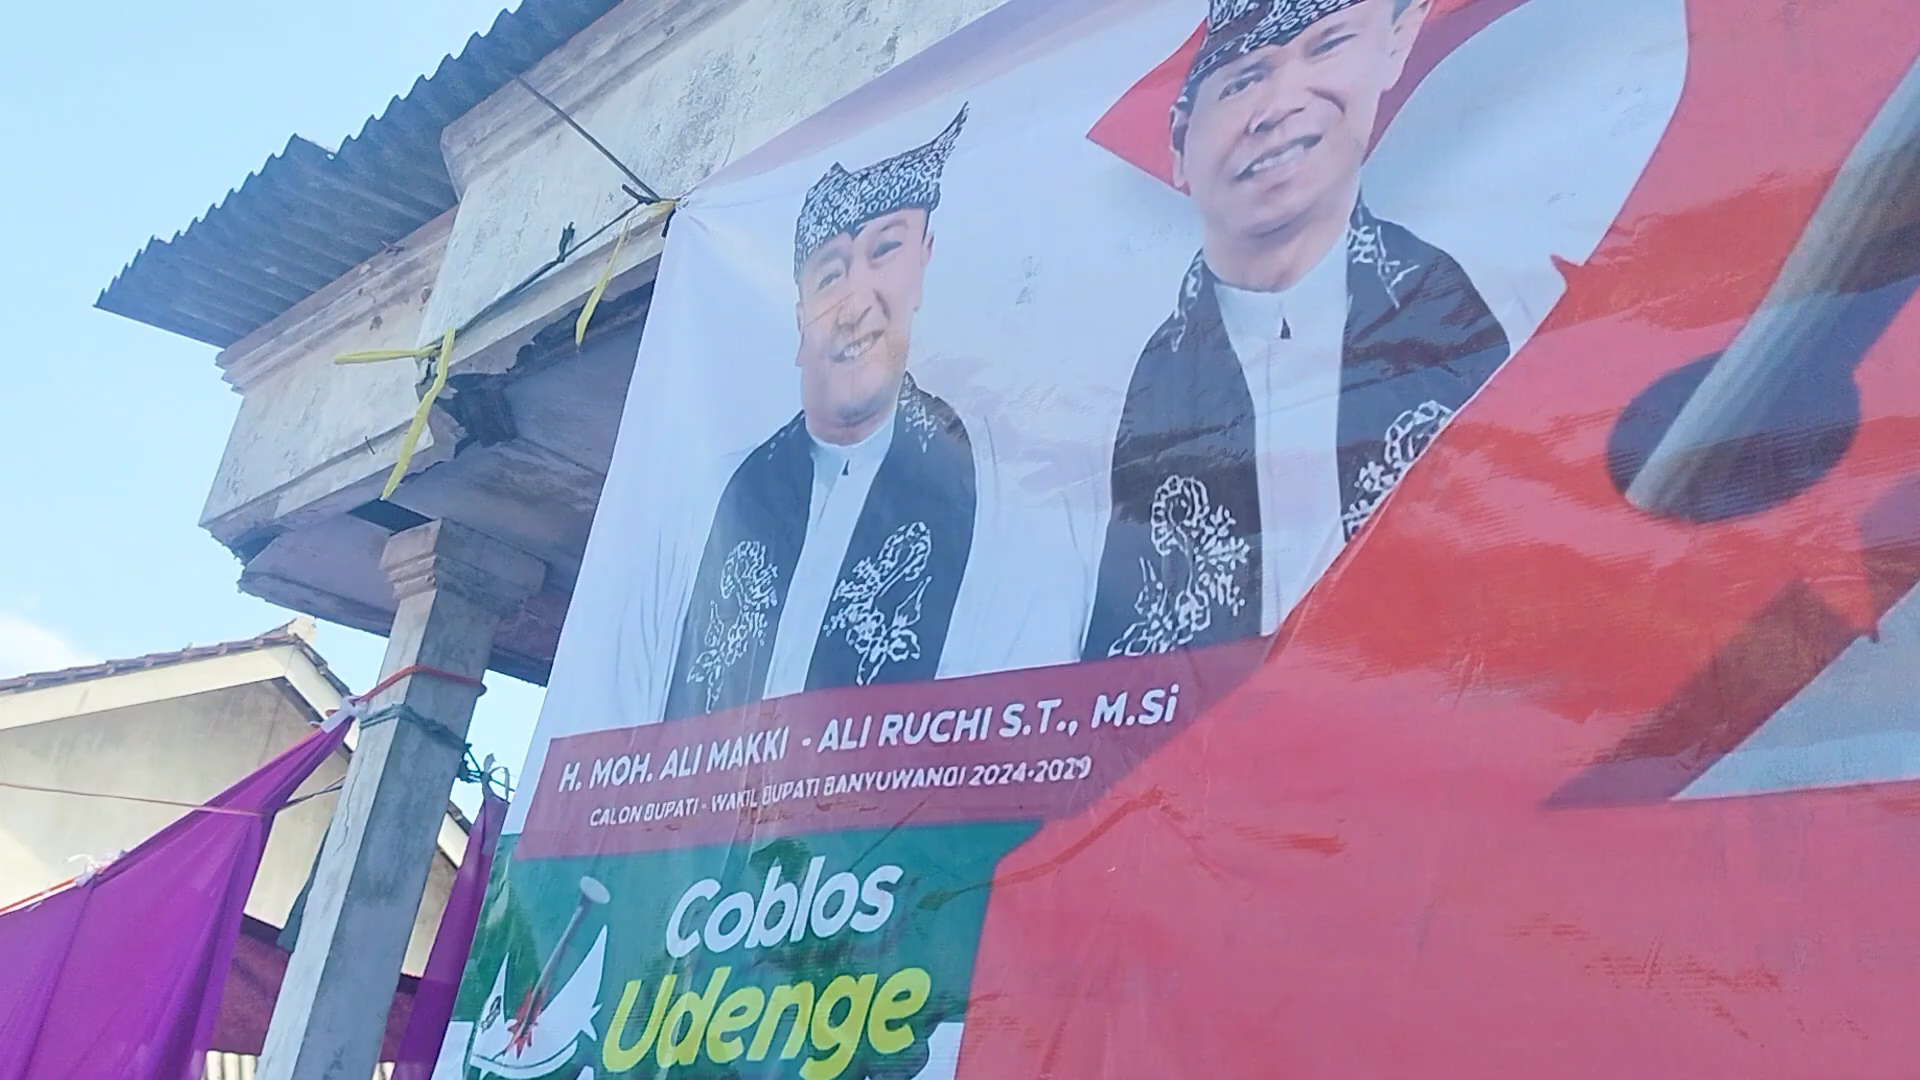 H. MOH. ALI MAKKI - ALI RUCHI S.T., M.Si
CALON BUPATI - WAKIL BUPATI BANYUWANGI 2024-2029
Coblos
Udenge